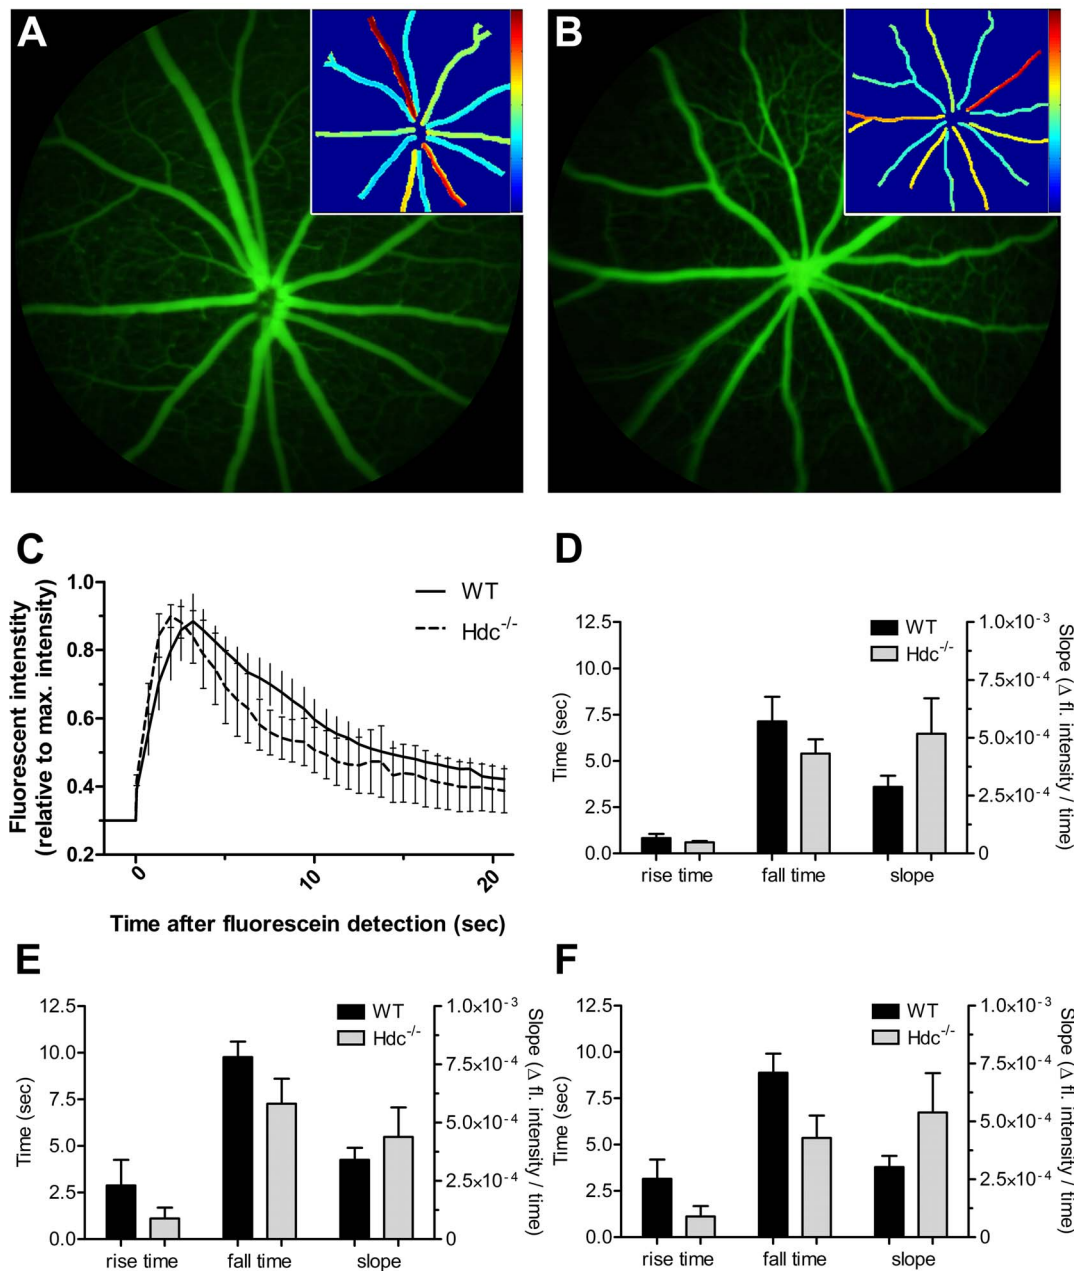 A
B
C
Fluorescent intenstity
(relative to max. intensity)
1.0
0.8
0.6
0.4
0.2
0
10
20
Time after fluorescein detection (sec)
WT
Hdc-/-
D
Time (sec)
12.5
10.0
7.5
5.0
2.5
0.0
rise time
fall time
slope
WT
Hdc-/-
1.0×10-3
7.5×10-4
5.0×10-4
2.5×10-4
0
Slope (Δ fl. intensity / time)
E
Time (sec)
12.5
10.0
7.5
5.0
2.5
0.0
rise time
fall time
slope
WT
Hdc-/-
1.0×10-3
7.5×10-4
5.0×10-4
2.5×10-4
0
Slope (Δ fl. intensity / time)
F
Time (sec)
12.5
10.0
7.5
5.0
2.5
0.0
rise time
fall time
slope
WT
Hdc-/-
1.0×10-3
7.5×10-4
5.0×10-4
2.5×10-4
0
Slope (Δ fl. intensity / time)